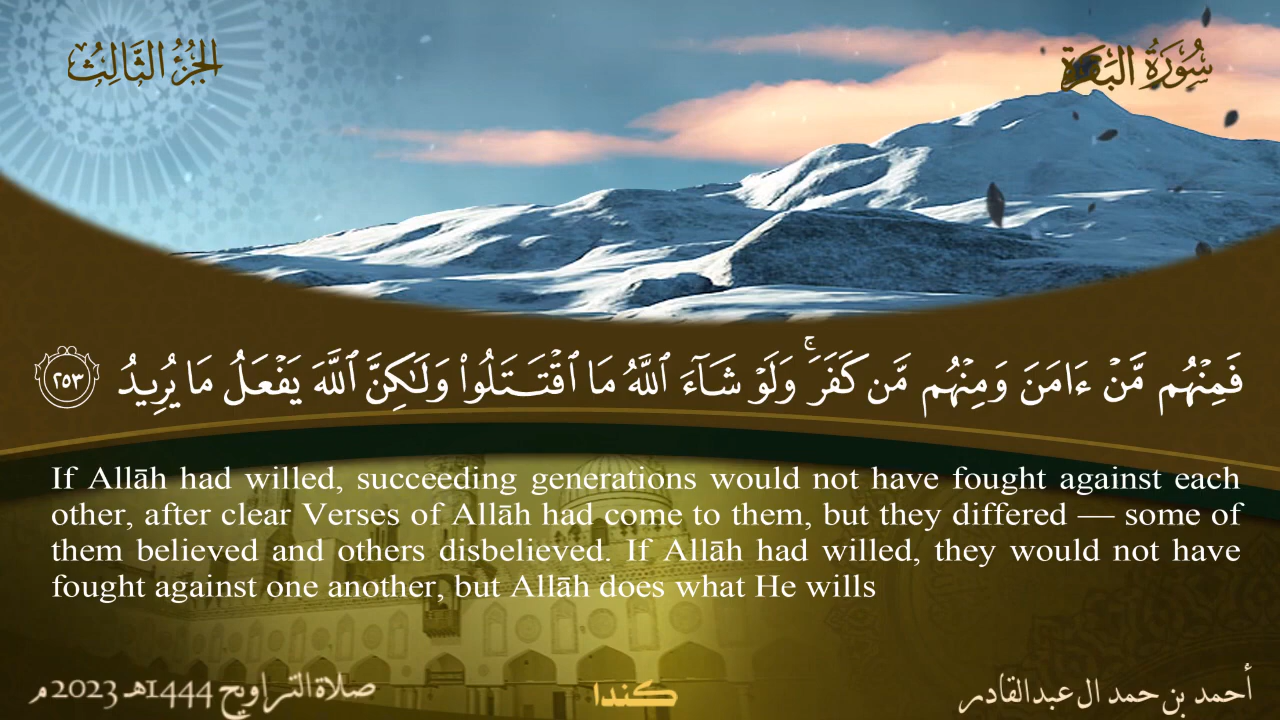 سُورَةُ البَقَرَةِ
الجُزْءُ الثَّالِثُ
فَمِنْهُم مَّنْ ءَامَنَ وَمِنْهُم مَّن كَفَرَ ۚ وَلَوْ شَآءَ ٱللَّهُ مَا ٱقْتَتَلُوا۟ وَلَـٰكِنَّ ٱللَّهَ يَفْعَلُ مَا يُرِيدُ ٢٥٣
If Allāh had willed, succeeding generations would not have fought against each
other, after clear Verses of Allāh had come to them, but they differed — some of
them believed and others disbelieved. If Allāh had willed, they would not have
fought against one another, but Allāh does what He wills
أحمد بن حمد ال عبدالقادر
كندا
صلاة التراويح 1444هـ 2023 م